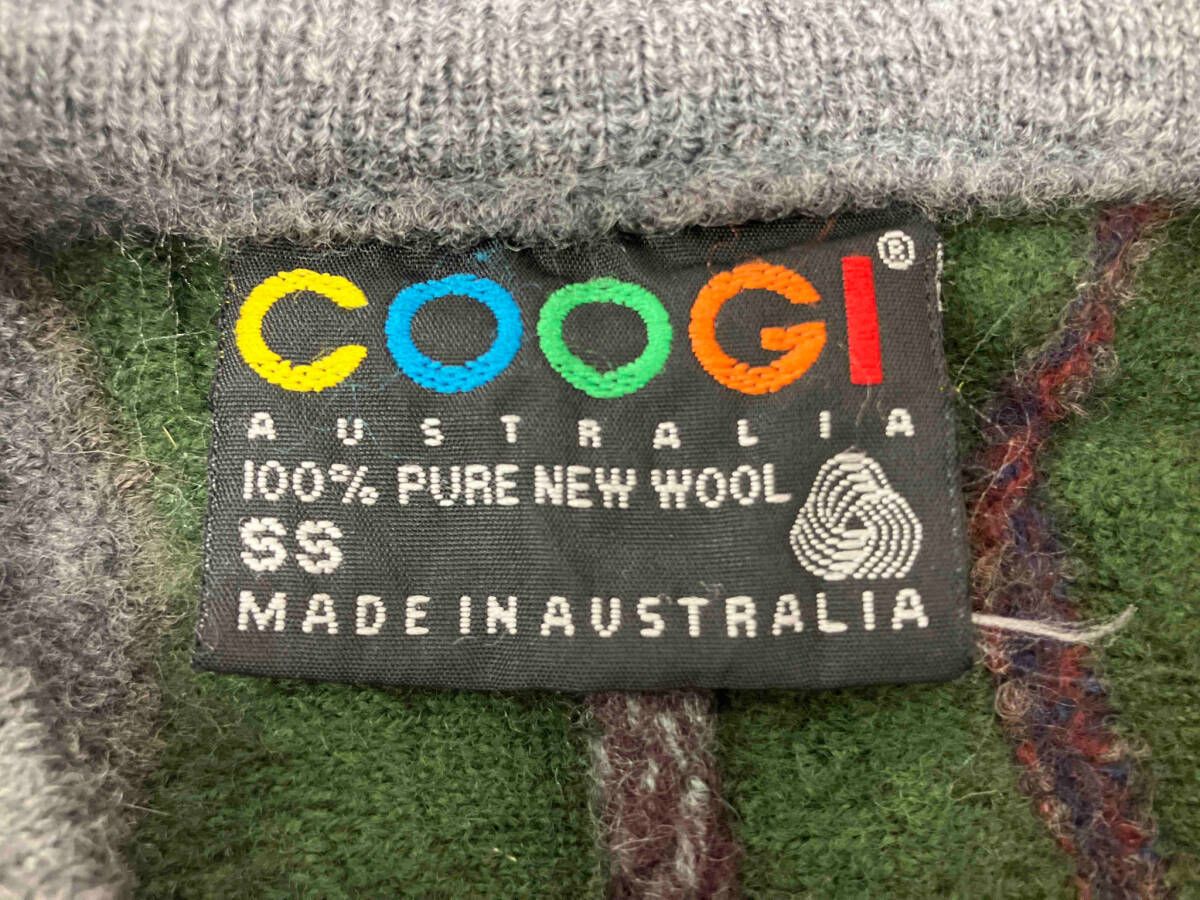 COOGI®
AUSTRALIA
100% PURE NEW WOOL
SS
MADE IN AUSTRALIA